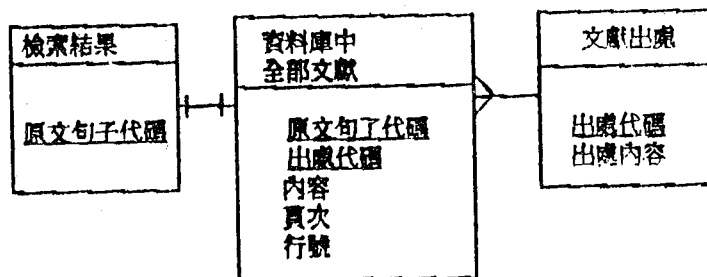 檢索結果
原文句子代碼
資料庫中
全部文獻
原文句了代碼
出處代碼
內容
頁次
行號
文獻出處
出處代碼
出處內容